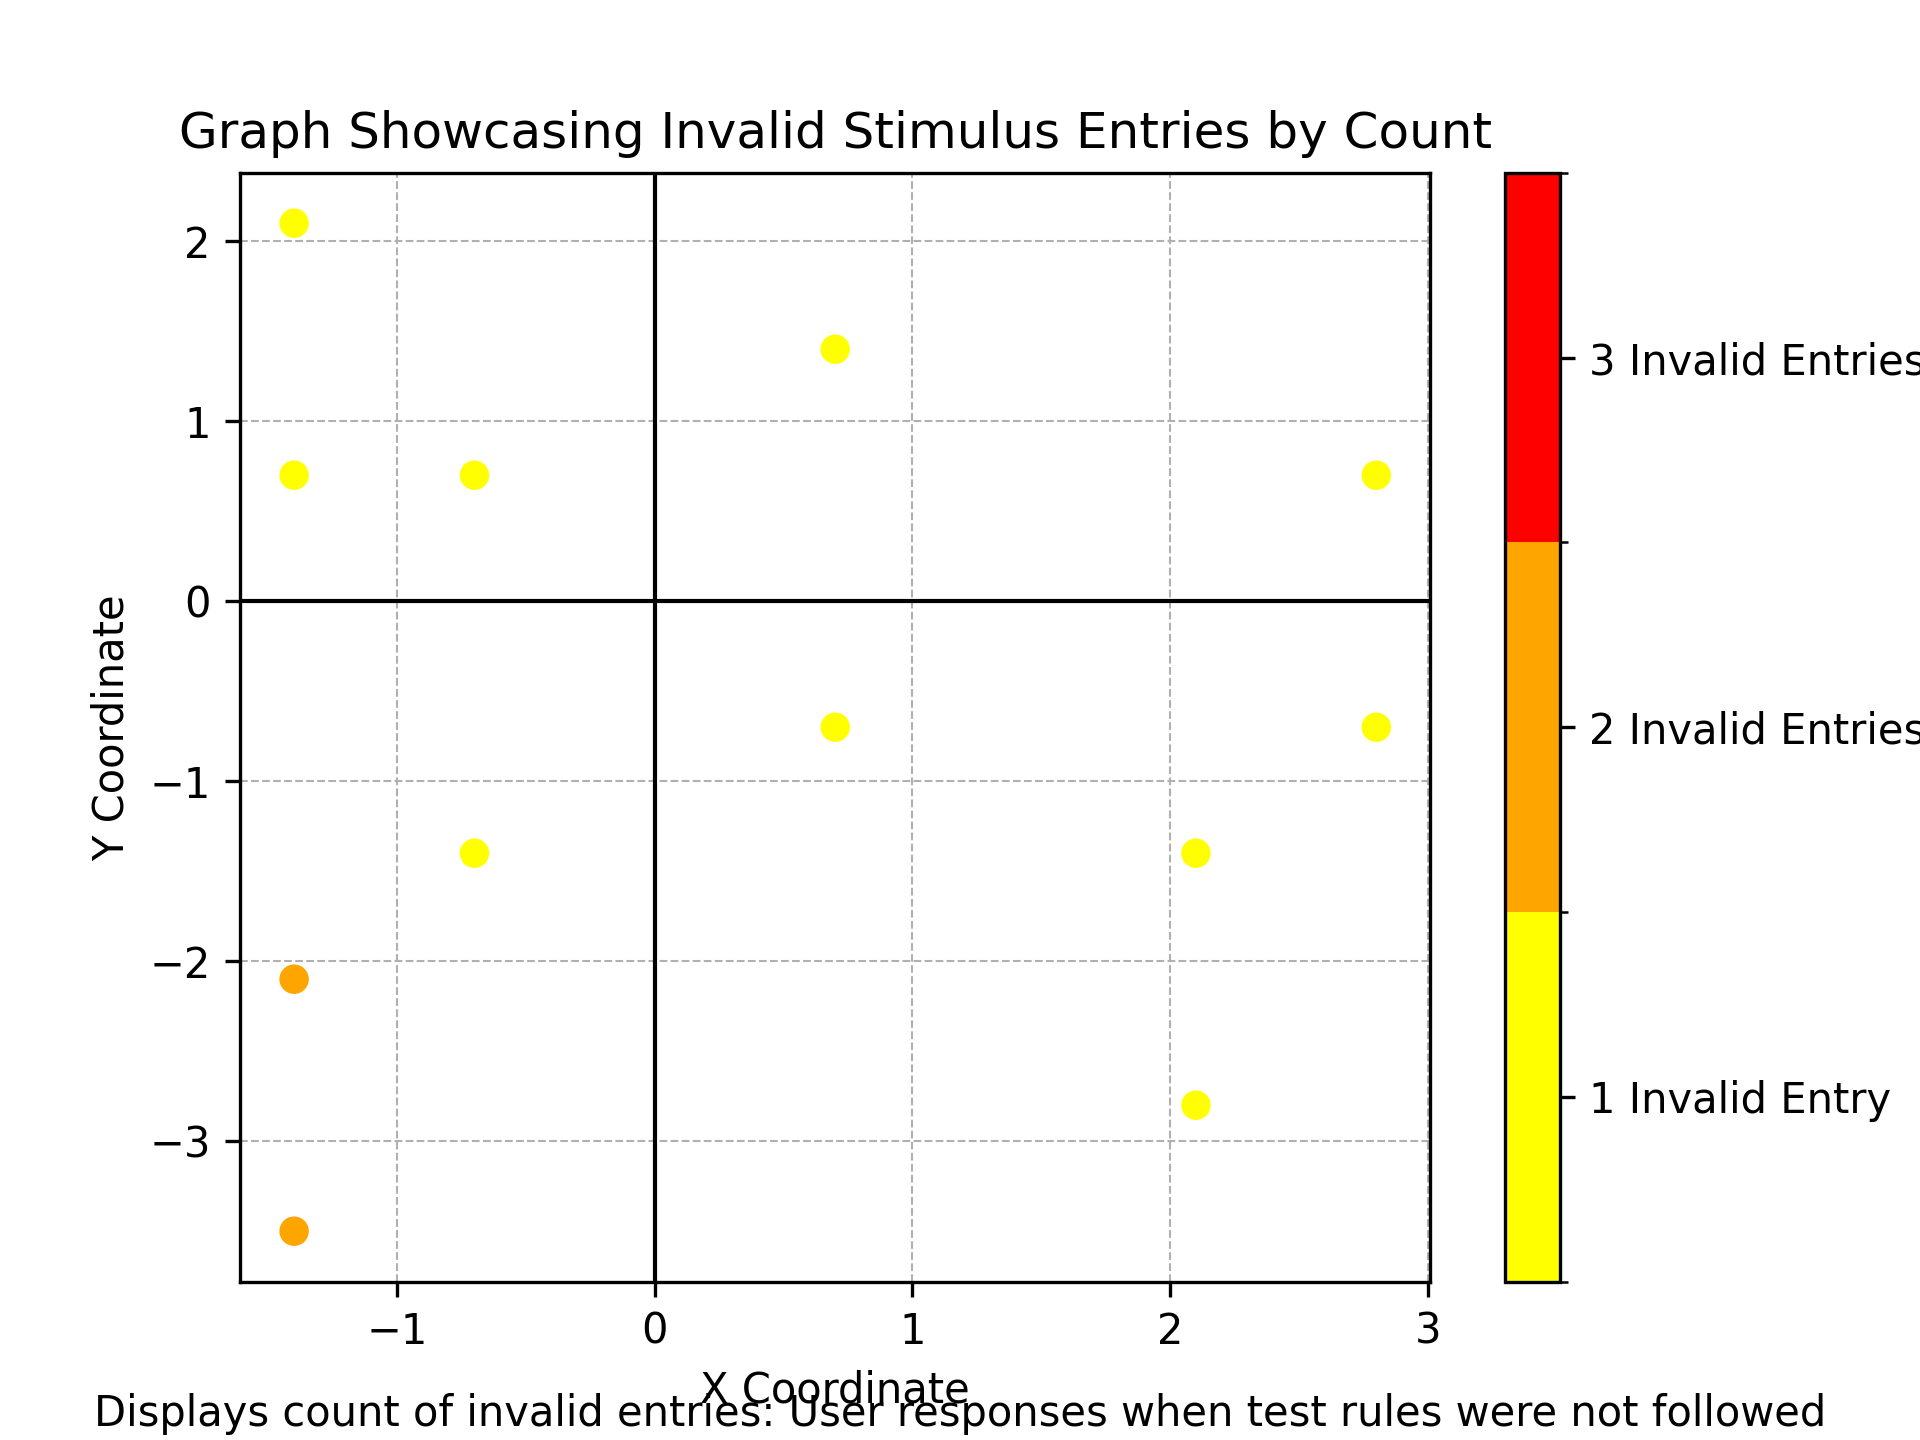 Graph Showcasing Invalid Stimulus Entries by Count
2
1
0
−1
−2
−3
Y Coordinate
−1
0
1
2
3
X Coordinate
3 Invalid Entries
2 Invalid Entries
1 Invalid Entry
Displays count of invalid entries: User responses when test rules were not followed